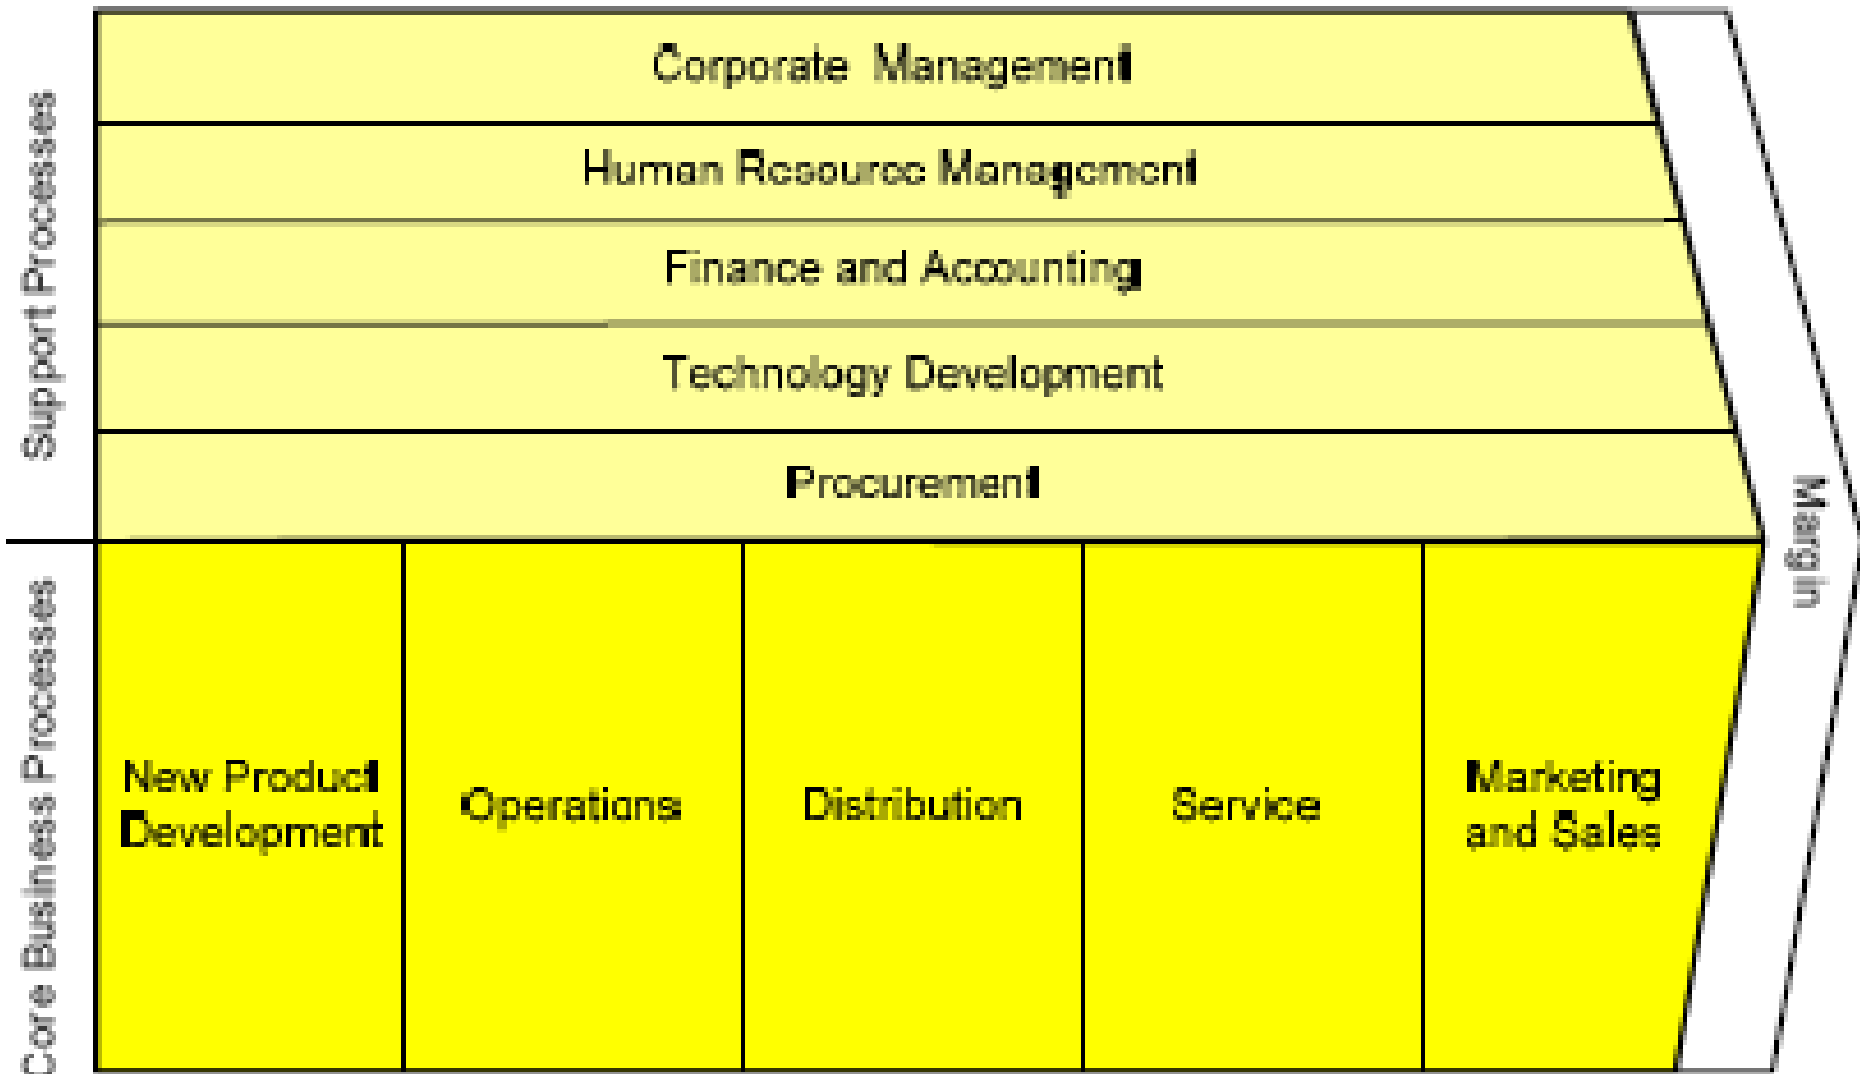 Support Processes
Corporate Management
Human Resource Management
Finance and Accounting
Technology Development
Procurement
Margin
Core Business Processes
New Product
Development
Operations
Distribution
Service
Marketing
and Sales